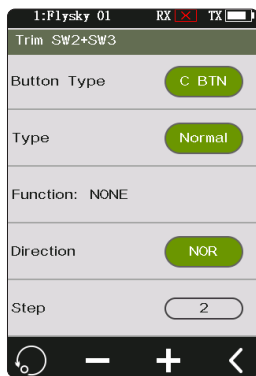 1:Flysky 01 RX TX
Trim SW2+SW3
Button Type C BTN
Type Normal
Function: NONE
Direction NOR
Step 2